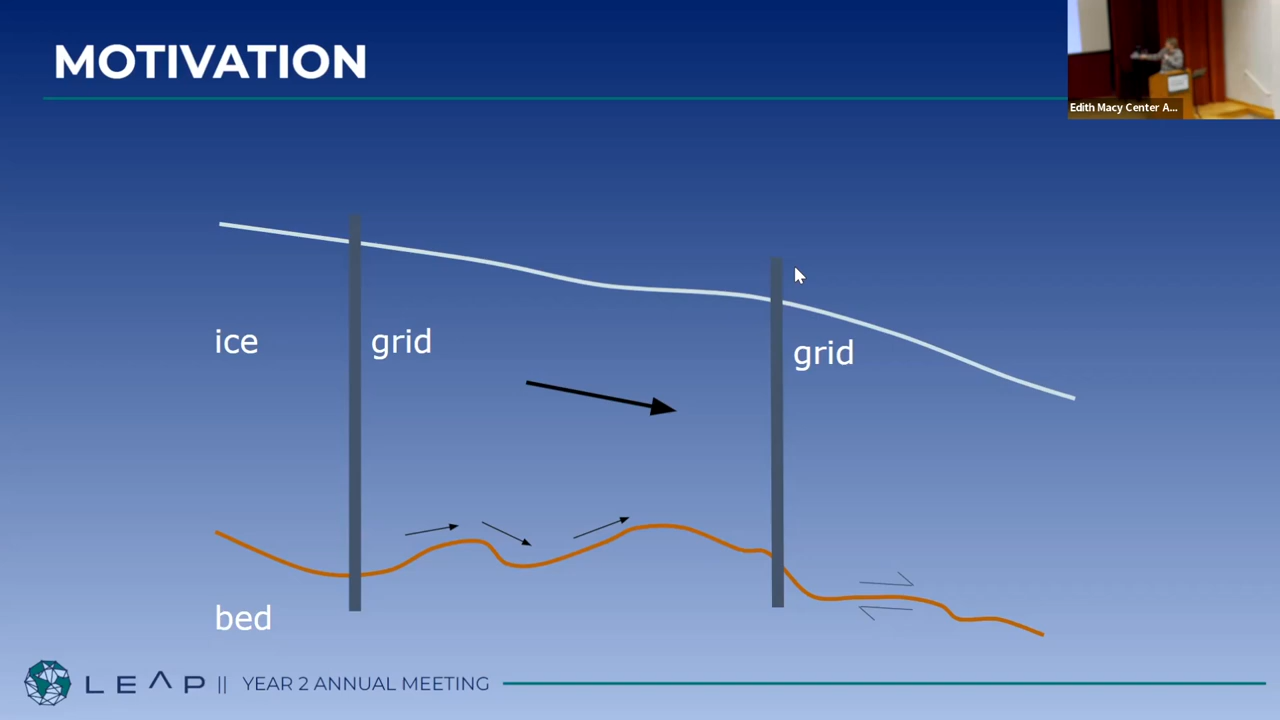 MOTIVATION
Edith Macy Center A...
ice
grid
grid
bed
LEAP || YEAR 2 ANNUAL MEETING